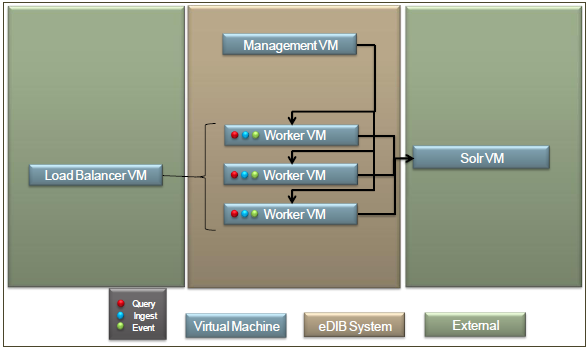 Management VM
Worker VM
Load Balancer VM
Worker VM
Solr VM
Worker VM
Query
Ingest
Event
Virtual Machine
eDIB System
External